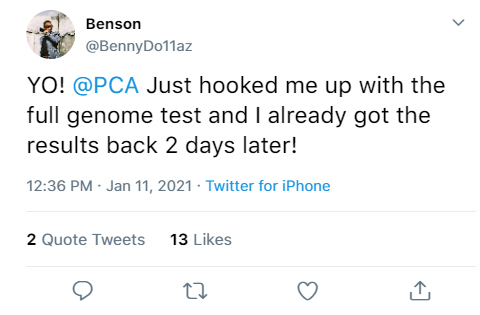 Benson
@BennyDo11az
YO! @PCA Just hooked me up with the
full genome test and I already got the
results back 2 days later!
12:36 PM · Jan 11, 2021 · Twitter for iPhone
2 Quote Tweets 13 Likes